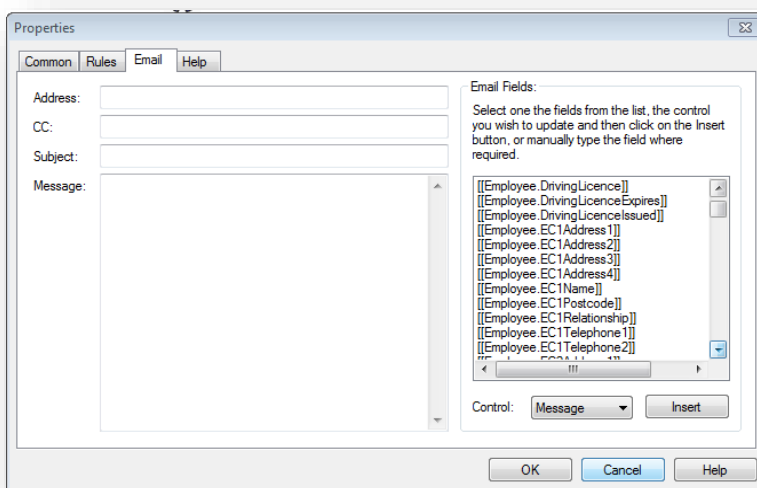 Properties
Common
Rules
Email
Help
Address:
CC:
Subject:
Message:
Email Fields:
Select one the fields from the list, the control
you wish to update and then click on the Insert
button, or manually type the field where
required.
[[Employee.DrivingLicence]]
[[Employee.DrivingLicenceExpires]]
[[Employee.DrivingLicenceIssued]]
[[Employee.EC1Address1]]
[[Employee.EC1Address2]]
[[Employee.EC1Address3]]
[[Employee.EC1Address4]]
[[Employee.EC1Name]]
[[Employee.EC1Postcode]]
[[Employee.EC1Relationship]]
[[Employee.EC1Telephone1]]
[[Employee.EC1Telephone2]]
Control:
Message
Insert
OK
Cancel
Help